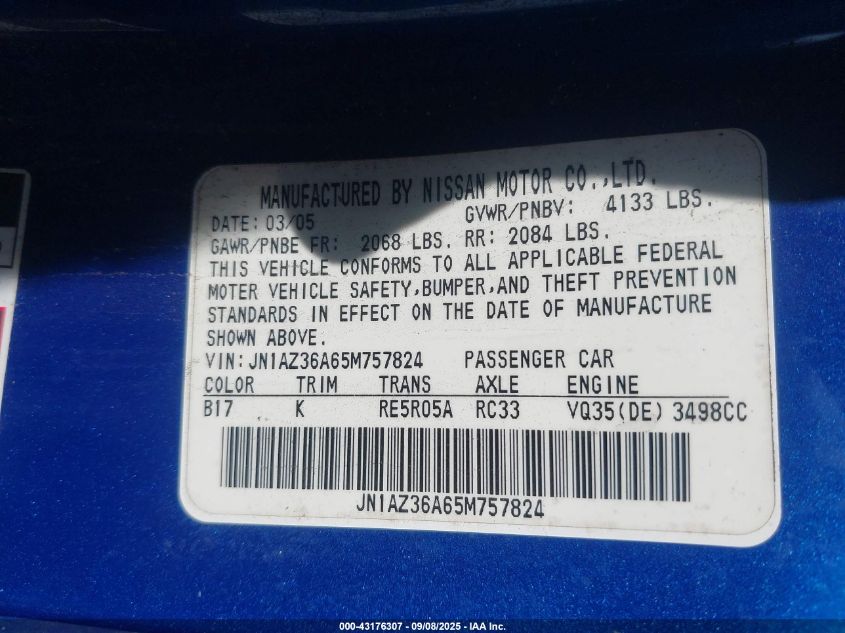 MANUFACTURED BY NISSAN MOTOR CO.,LTD.
DATE: 03/05 GVWR/PNBV: 4133 LBS.
GAWR/PNBE FR: 2068 LBS. RR: 2084 LBS.
THIS VEHICLE CONFORMS TO ALL APPLICABLE FEDERAL
MOTER VEHICLE SAFETY,BUMPER,AND THEFT PREVENTION
STANDARDS IN EFFECT ON THE DATE OF MANUFACTURE
SHOWN ABOVE.
VIN:JN1AZ36A65M757824 PASSENGER CAR
COLOR TRIM TRANS AXLE ENGINE
B17 K RE5R05A RC33 VQ35(DE) 3498CC
JN1AZ36A65M757824
000-43176307 - 09/08/2025 - IAA Inc.